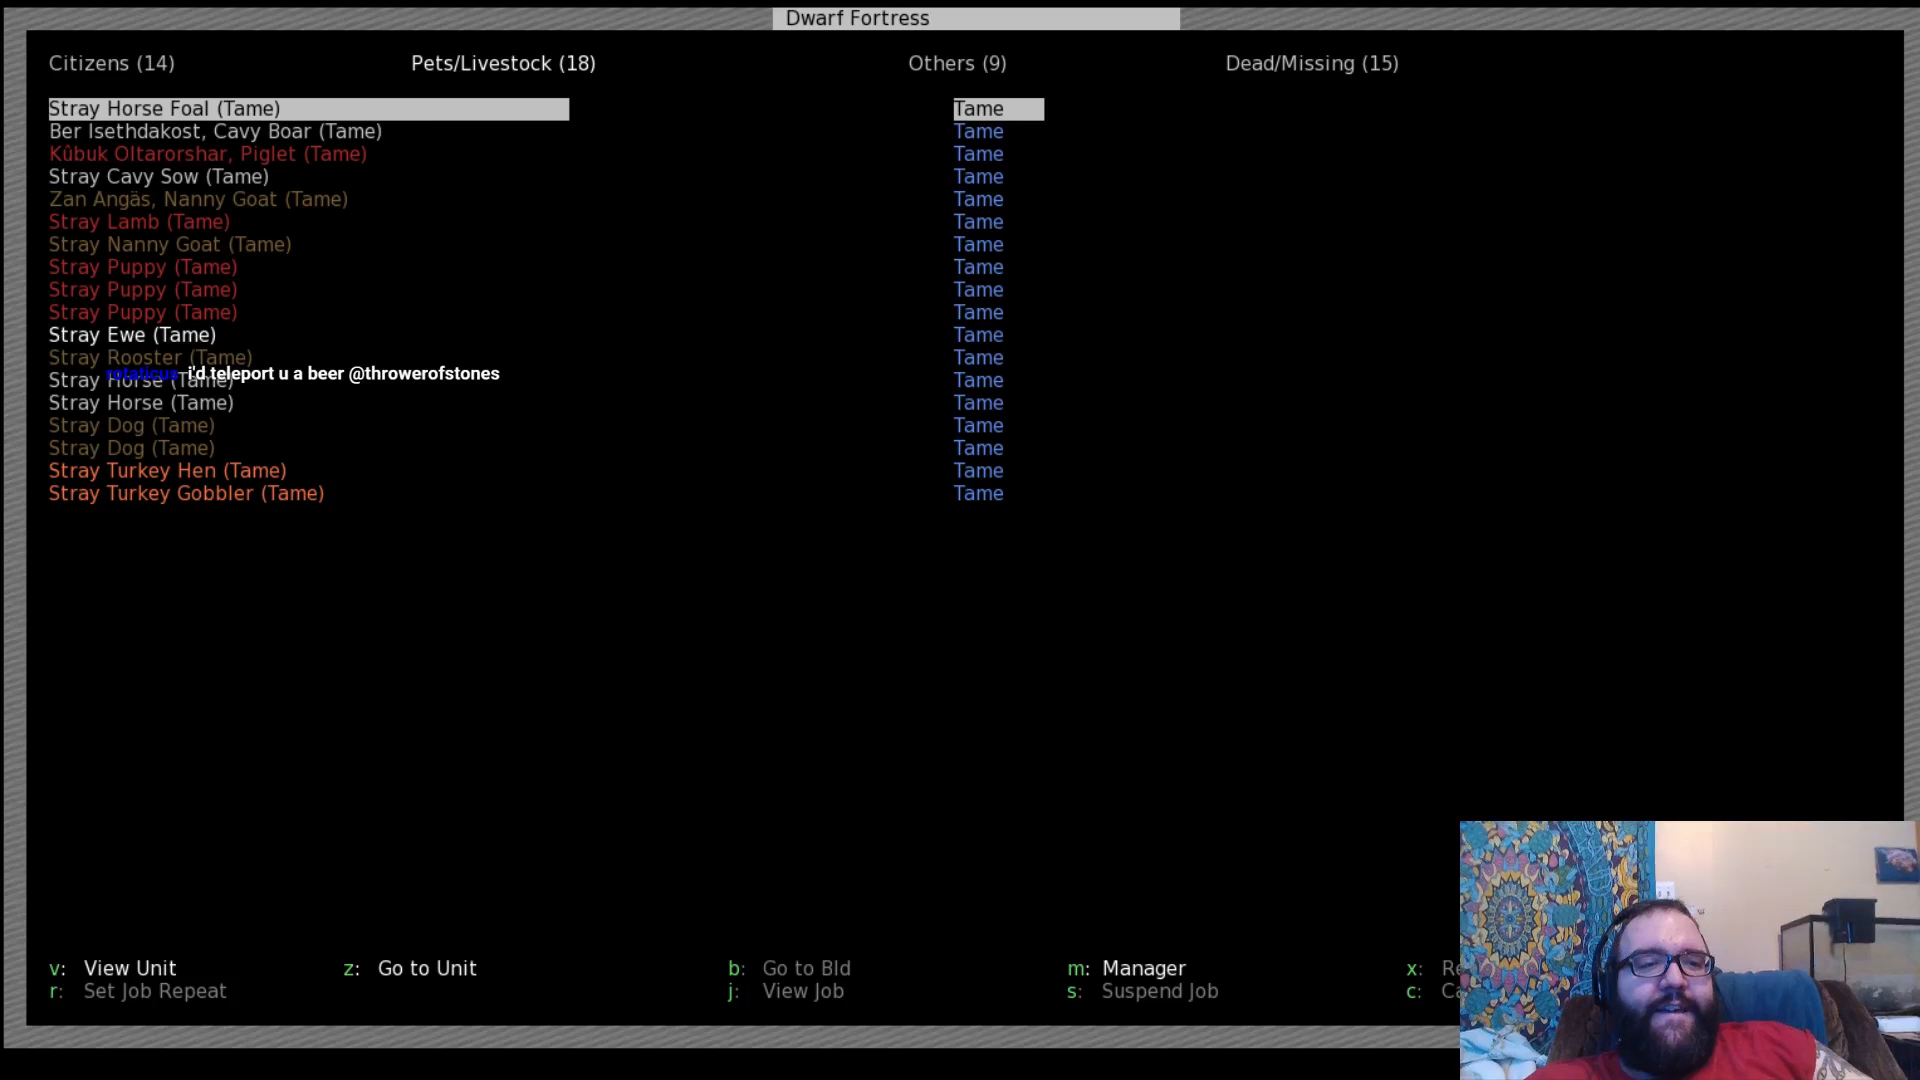 Dwarf Fortress
Citizens (14) Pets/Livestock (18) Others (9) Dead/Missing (15)
Stray Horse Foal (Tame) Tame
Ber Isethdakost, Cavy Boar (Tame) Tame
Kûbuk Oltarorshar, Piglet (Tame) Tame
Stray Cavy Sow (Tame) Tame
Zan Angäs, Nanny Goat (Tame) Tame
Stray Lamb (Tame) Tame
Stray Nanny Goat (Tame) Tame
Stray Puppy (Tame) Tame
Stray Puppy (Tame) Tame
Stray Puppy (Tame) Tame
Stray Ewe (Tame) Tame
Stray Rooster (Tame) Tame
rotaticus i'd teleport u a beer @throwerofstones
Stray Horse (Tame) Tame
Stray Horse (Tame) Tame
Stray Dog (Tame) Tame
Stray Dog (Tame) Tame
Stray Turkey Hen (Tame) Tame
Stray Turkey Gobbler (Tame) Tame
v: View Unit z: Go to Unit b: Go to Bld m: Manager x: Re
r: Set Job Repeat j: View Job s: Suspend Job c: Ca